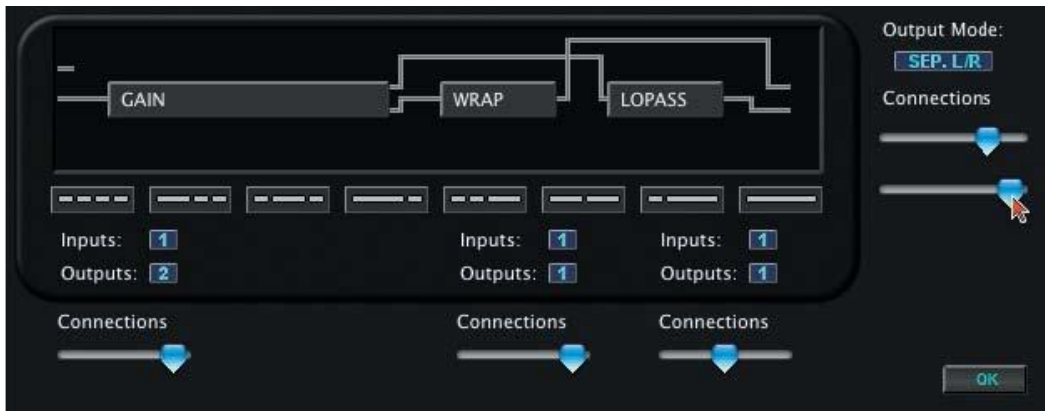 Output Mode:
SEP. L/R
Connections
GAIN
WRAP
LOPASS
Inputs: 1
Inputs: 1
Inputs: 1
Outputs: 2
Outputs: 1
Outputs: 1
Connections
Connections
Connections
OK